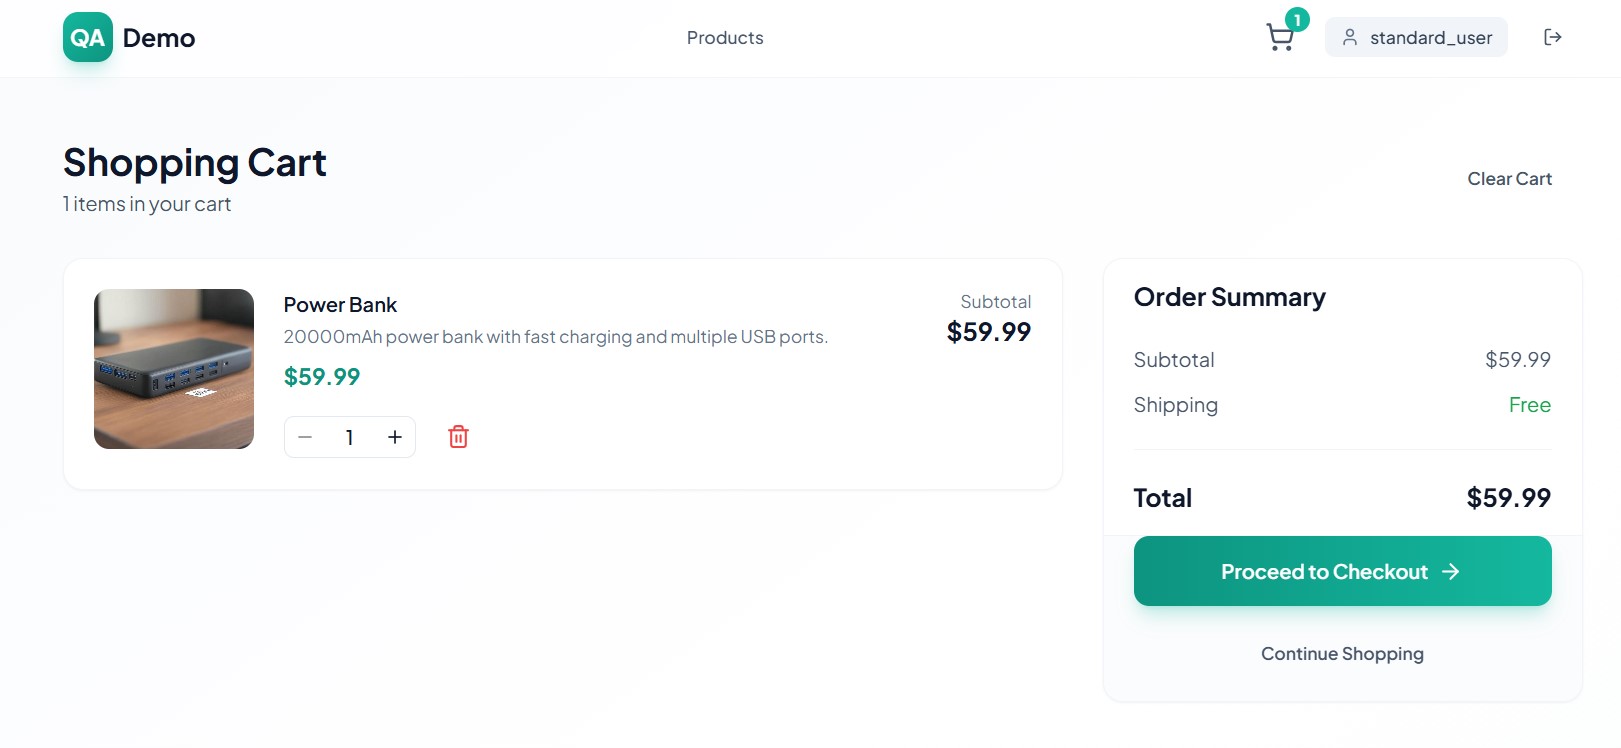 QA Demo
Products
1
standard_user
Shopping Cart
1 items in your cart
Clear Cart
Power Bank
20000mAh power bank with fast charging and multiple USB ports.
$59.99
1
Subtotal
$59.99
Order Summary
Subtotal $59.99
Shipping Free
Total $59.99
Proceed to Checkout →
Continue Shopping